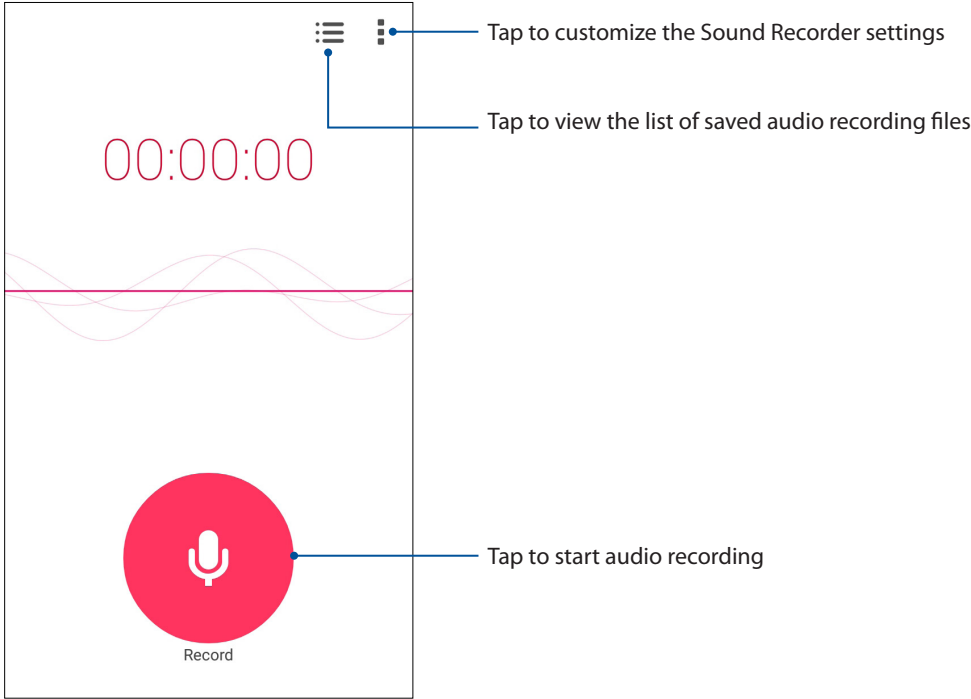 Tap to customize the Sound Recorder settings
Tap to view the list of saved audio recording files
00:00:00
Tap to start audio recording
Record